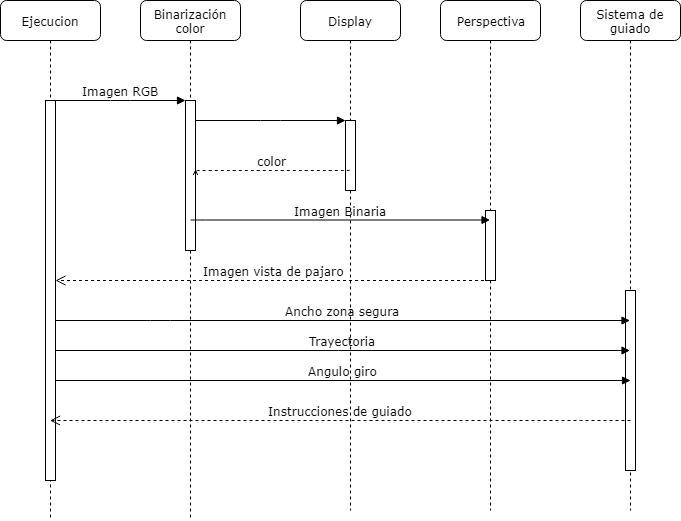 Ejecucion
Binarización
color
Display
Perspectiva
Sistema de
guiado
Imagen RGB
color
Imagen Binaria
Imagen vista de pajaro
Ancho zona segura
Trayectoria
Angulo giro
Instrucciones de guiado